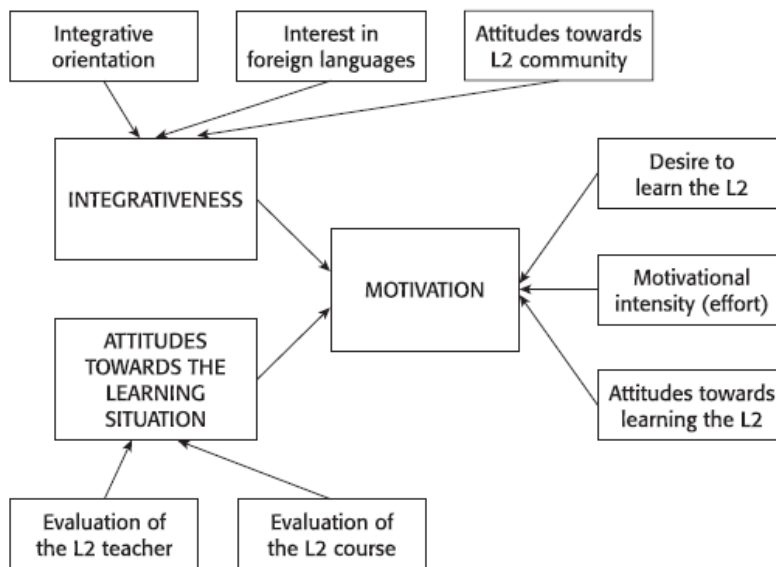 Integrative
orientation
Interest in
foreign languages
Attitudes towards
L2 community
INTEGRATIVENESS
Desire to
learn the L2
MOTIVATION
Motivational
intensity (effort)
ATTITUDES
TOWARDS THE
LEARNING
SITUATION
Attitudes towards
learning the L2
Evaluation of
the L2 teacher
Evaluation of
the L2 course